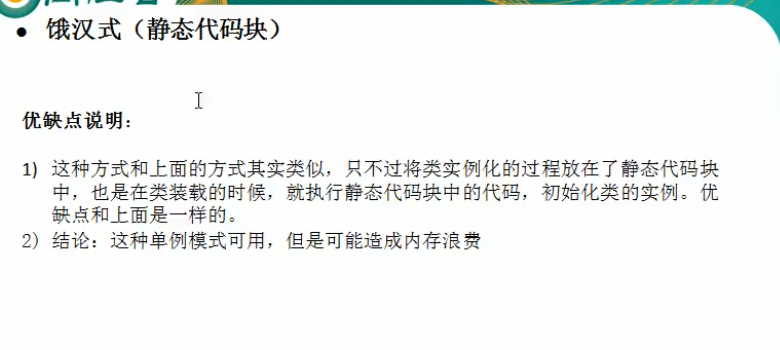 • 饿汉式（静态代码块）
优缺点说明：
1) 这种方式和上面的方式其实类似，只不过将类实例化的过程放在了静态代码块
中，也是在类装载的时候，就执行静态代码块中的代码，初始化类的实例。优
缺点和上面是一样的。
2) 结论：这种单例模式可用，但是可能造成内存浪费